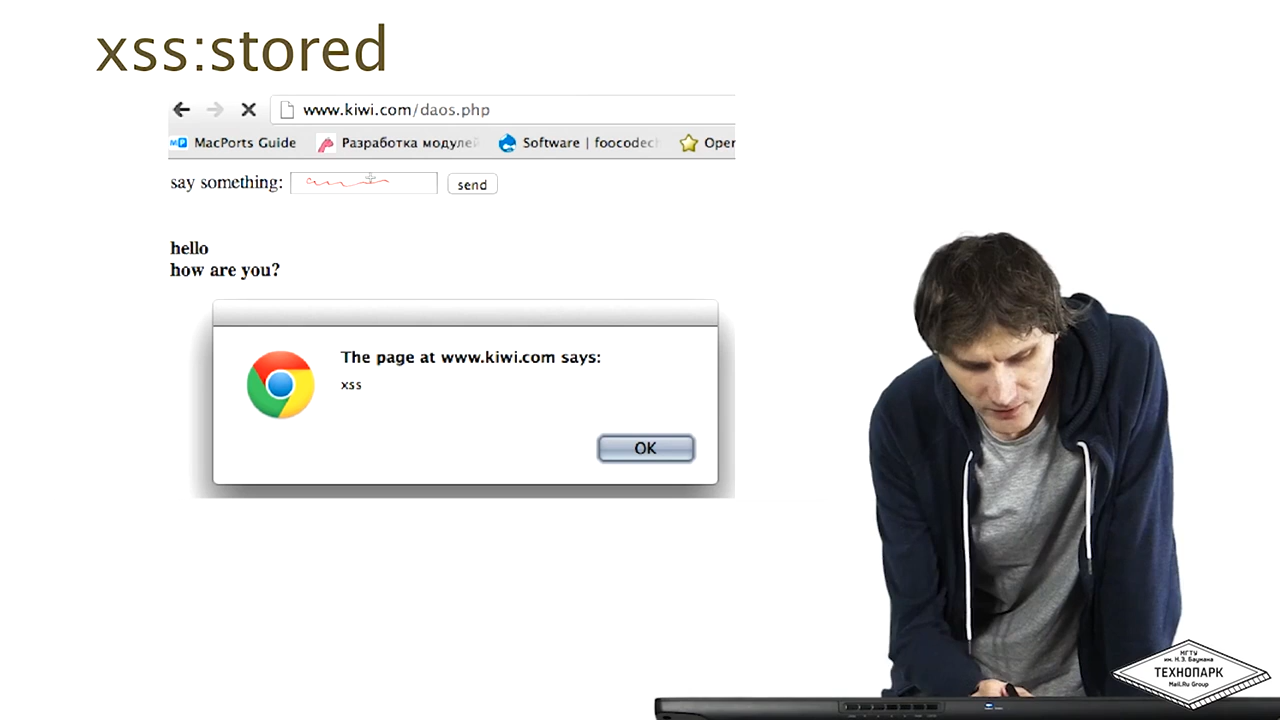 xss:stored
www.kiwi.com/daos.php
MacPorts Guide Разработка модулей Software | foocodec Oper
say something: send
hello
how are you?
The page at www.kiwi.com says:
xss
OK
МГТУ
им. Н.Э. Баумана
ТЕХНОПАРК
Mail.Ru Group